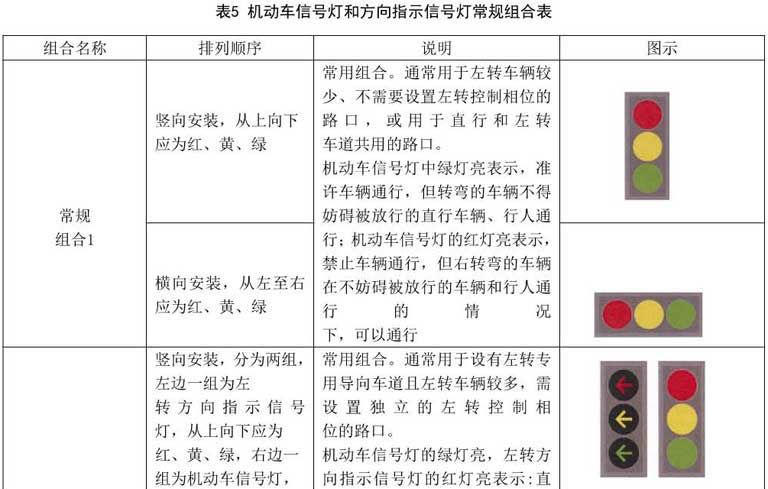 表5 机动车信号灯和方向指示信号灯常规组合表
组合名称
排列顺序
说明
图示
常规
组合1
竖向安装，从上向下
应为红、黄、绿
常用组合。通常用于左转车辆较
少、不需要设置左转控制相位的
路口，或用于直行和左转
车道共用的路口。
机动车信号灯中绿灯亮表示，准
许车辆通行，但转弯的车辆不得
妨碍被放行的直行车辆、行人通
行；机动车信号灯的红灯亮表示，
禁止车辆通行，但右转弯的车辆
在不妨碍被放行的车辆和行人通
行的情况
下，可以通行
横向安装，从左至右
应为红、黄、绿
竖向安装，分为两组，
左边一组为左
转方向指示信号
灯，从上向下应为
红、黄、绿，右边一
组为机动车信号灯，
常用组合。通常用于设有左转专
用导向车道且左转车辆较多，需
设置独立的左转控制相
位的路口。
机动车信号灯的绿灯亮，左转方
向指示信号灯的红灯亮表示:直